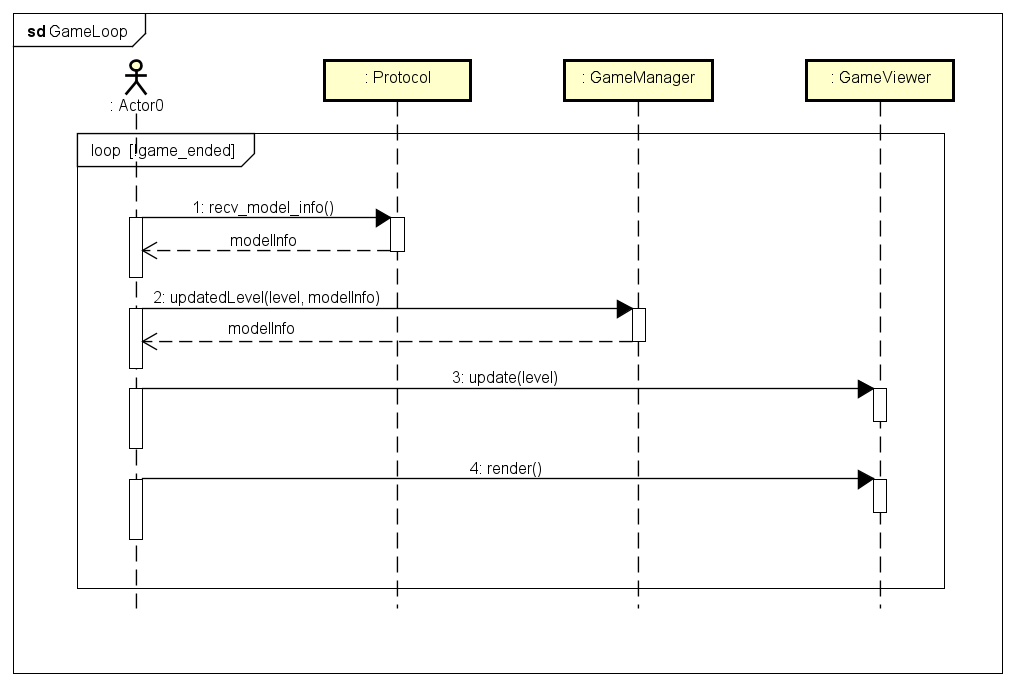 sd GameLoop
: Actor0
: Protocol
: GameManager
: GameViewer
loop [!game_ended]
1: recv_model_info()
modelInfo
2: updatedLevel(level, modelInfo)
modelInfo
3: update(level)
4: render()